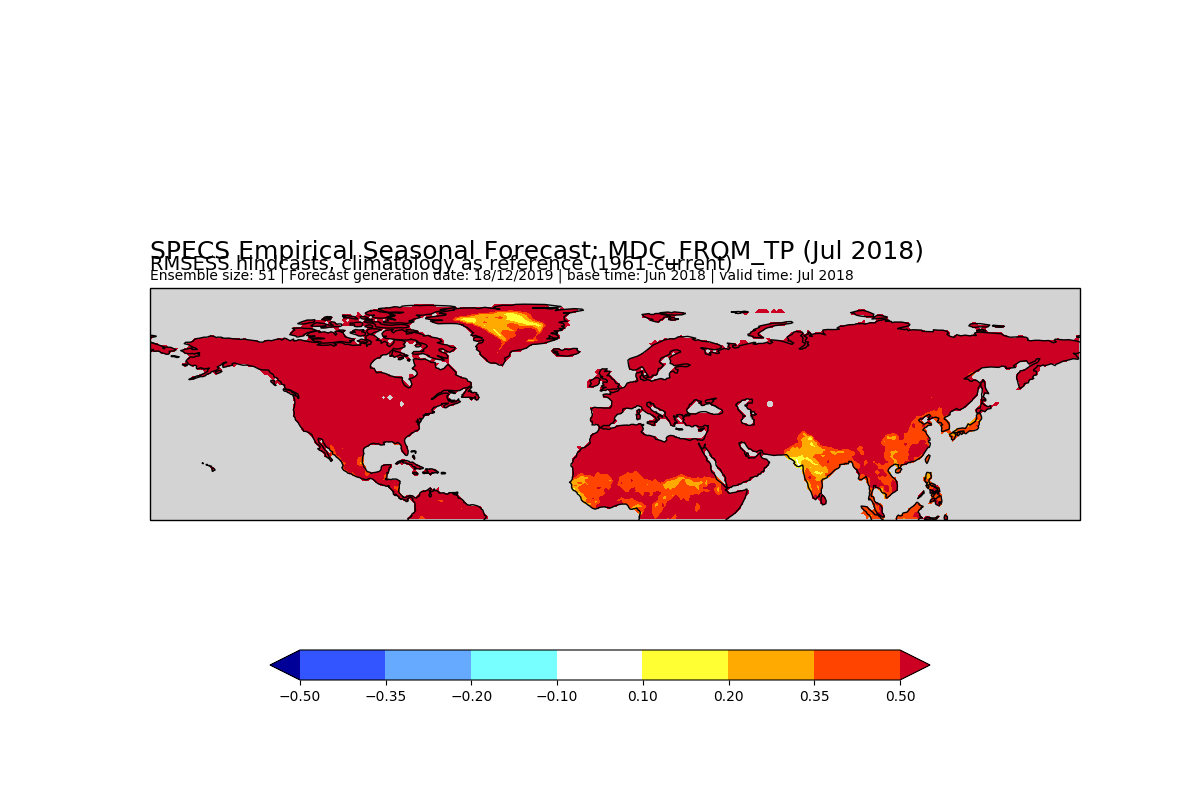 SPECS Empirical Seasonal Forecast: MDC_FROM_TP (Jul 2018)
RMSESS hindcasts, climatology as reference (1961-current)
Ensemble size: 51 | Forecast generation date: 18/12/2019 | base time: Jun 2018 | valid time: Jul 2018
−0.50 −0.35 −0.20 −0.10 0.10 0.20 0.35 0.50